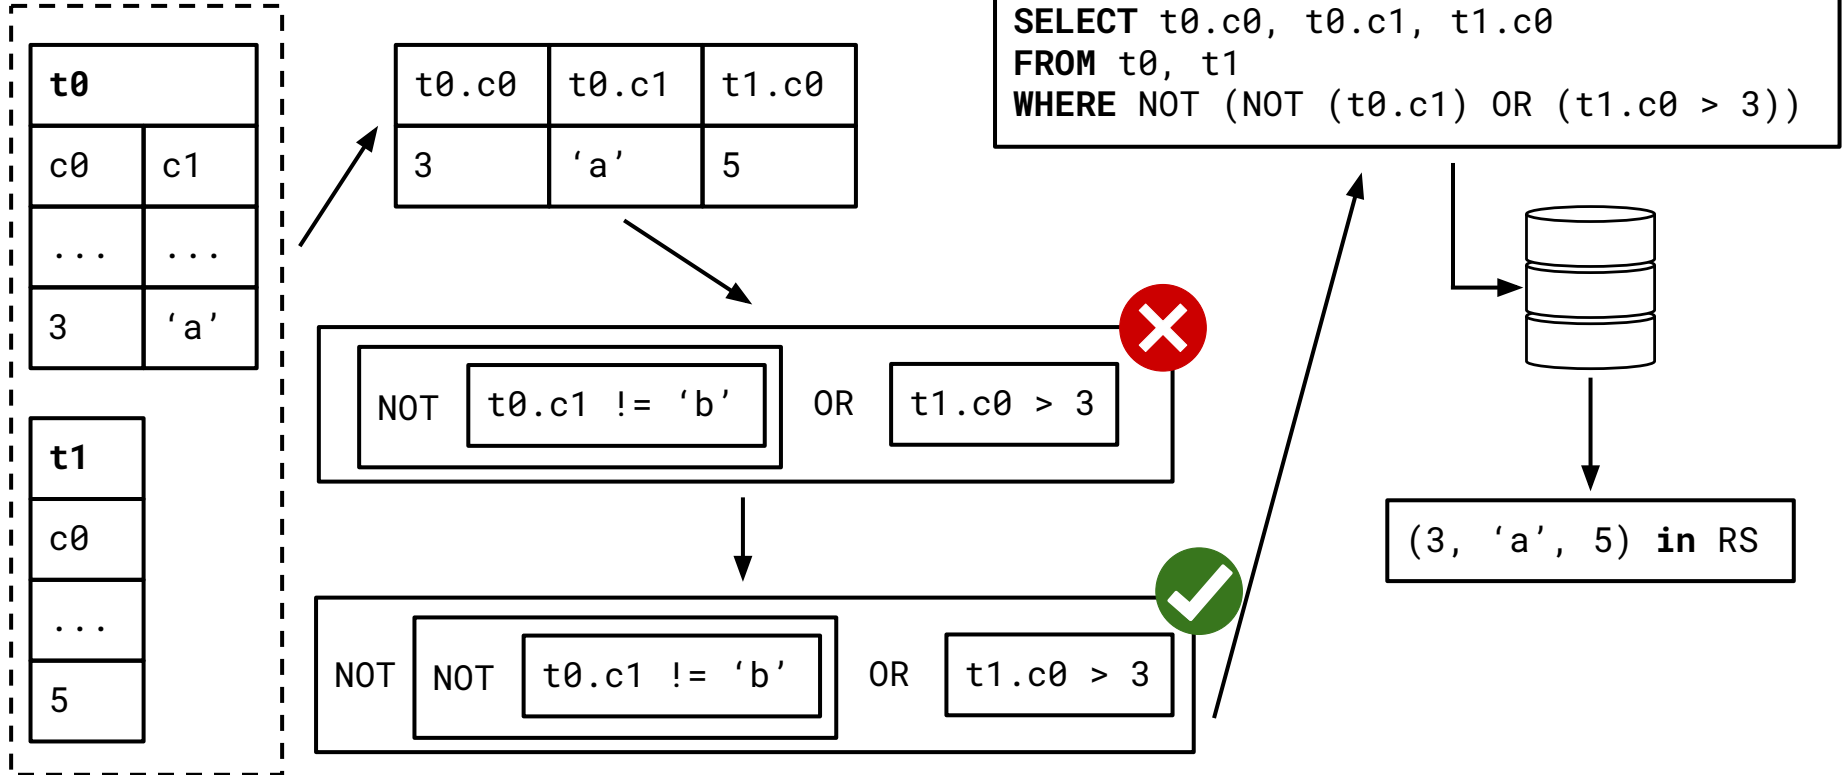 t0
c0 c1
... ...
3 ‘a’
t1
c0
...
5
t0.c0 t0.c1 t1.c0
3 ‘a’ 5
NOT t0.c1 != ‘b’ OR t1.c0 > 3
NOT NOT t0.c1 != ‘b’ OR t1.c0 > 3
SELECT t0.c0, t0.c1, t1.c0
FROM t0, t1
WHERE NOT (NOT (t0.c1) OR (t1.c0 > 3))
(3, ‘a’, 5) in RS